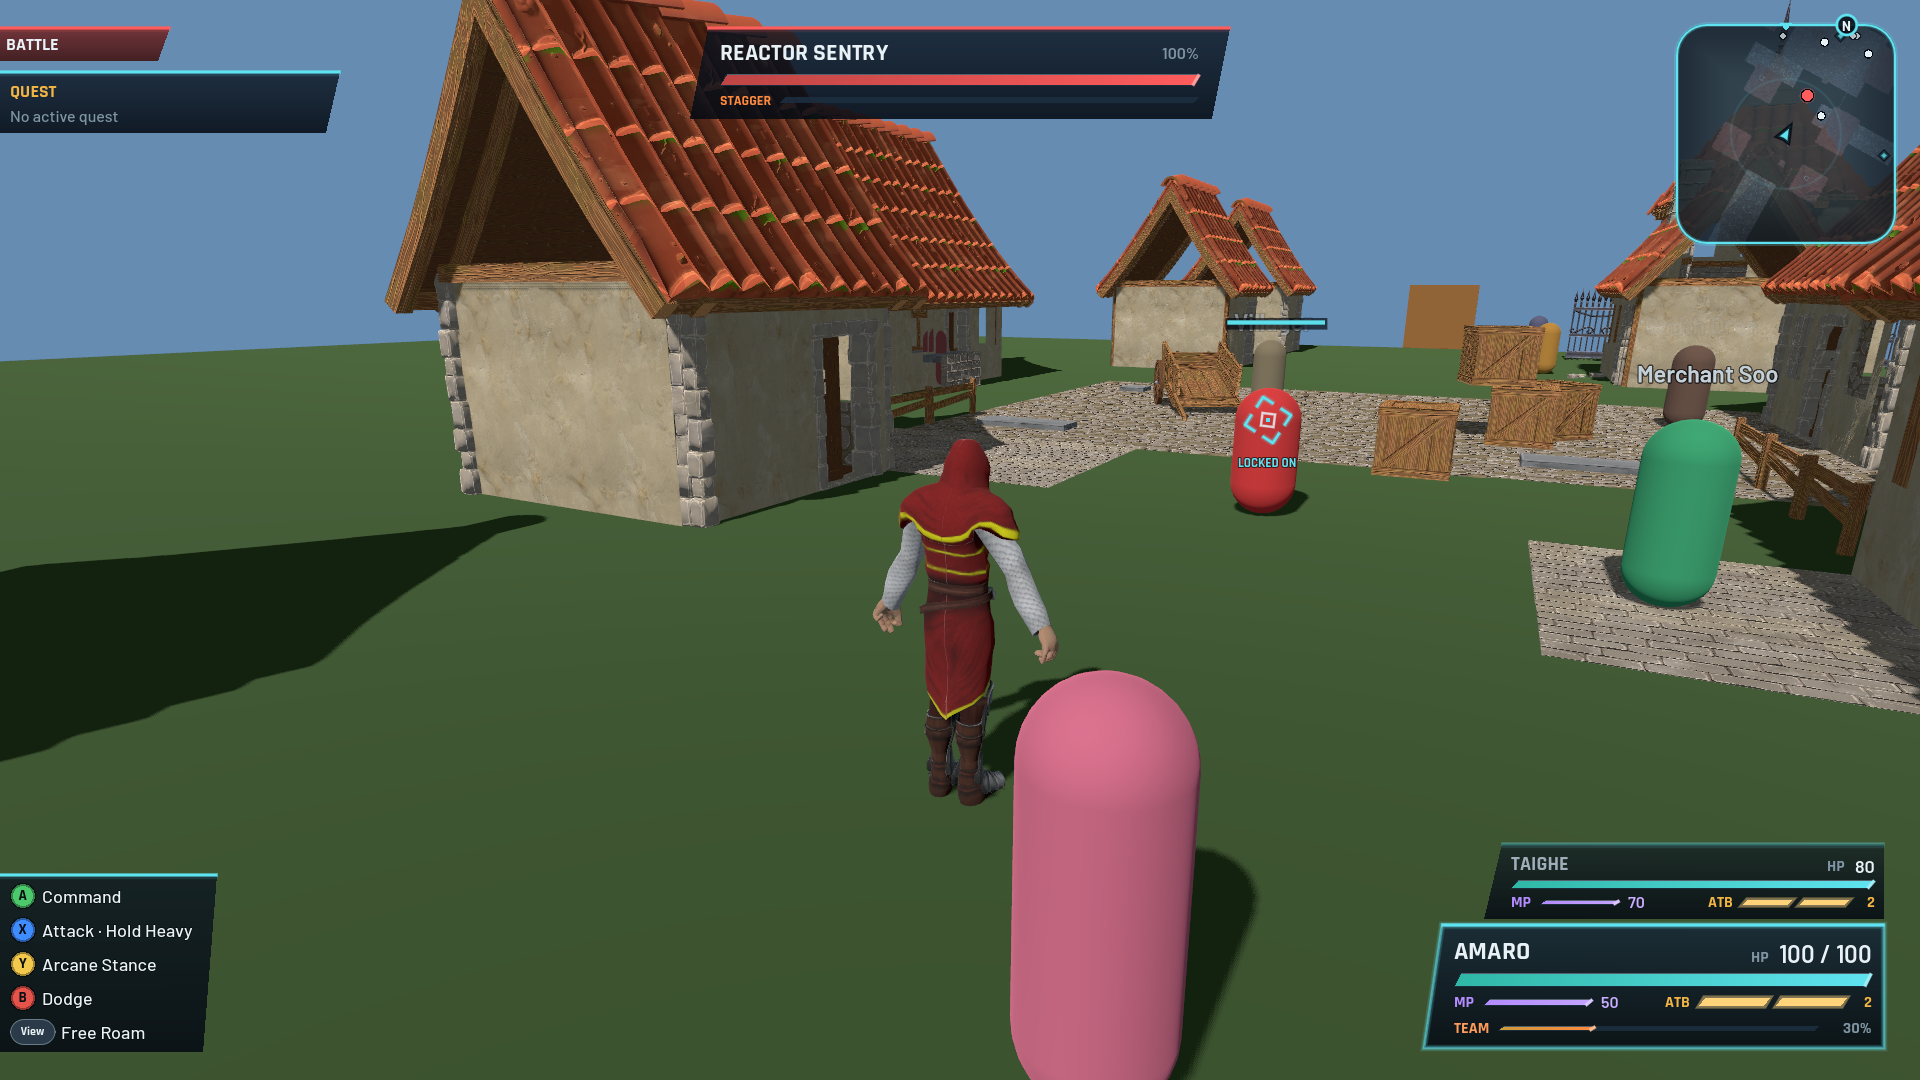 BATTLE
QUEST
No active quest
REACTOR SENTRY
100%
STAGGER
N
LOCKED ON
Merchant Soo
A Command
X Attack · Hold Heavy
Y Arcane Stance
B Dodge
View Free Roam
TAIGHE HP 80
MP 70 ATB 2
AMARO HP 100 / 100
MP 50 ATB 2
TEAM 30%